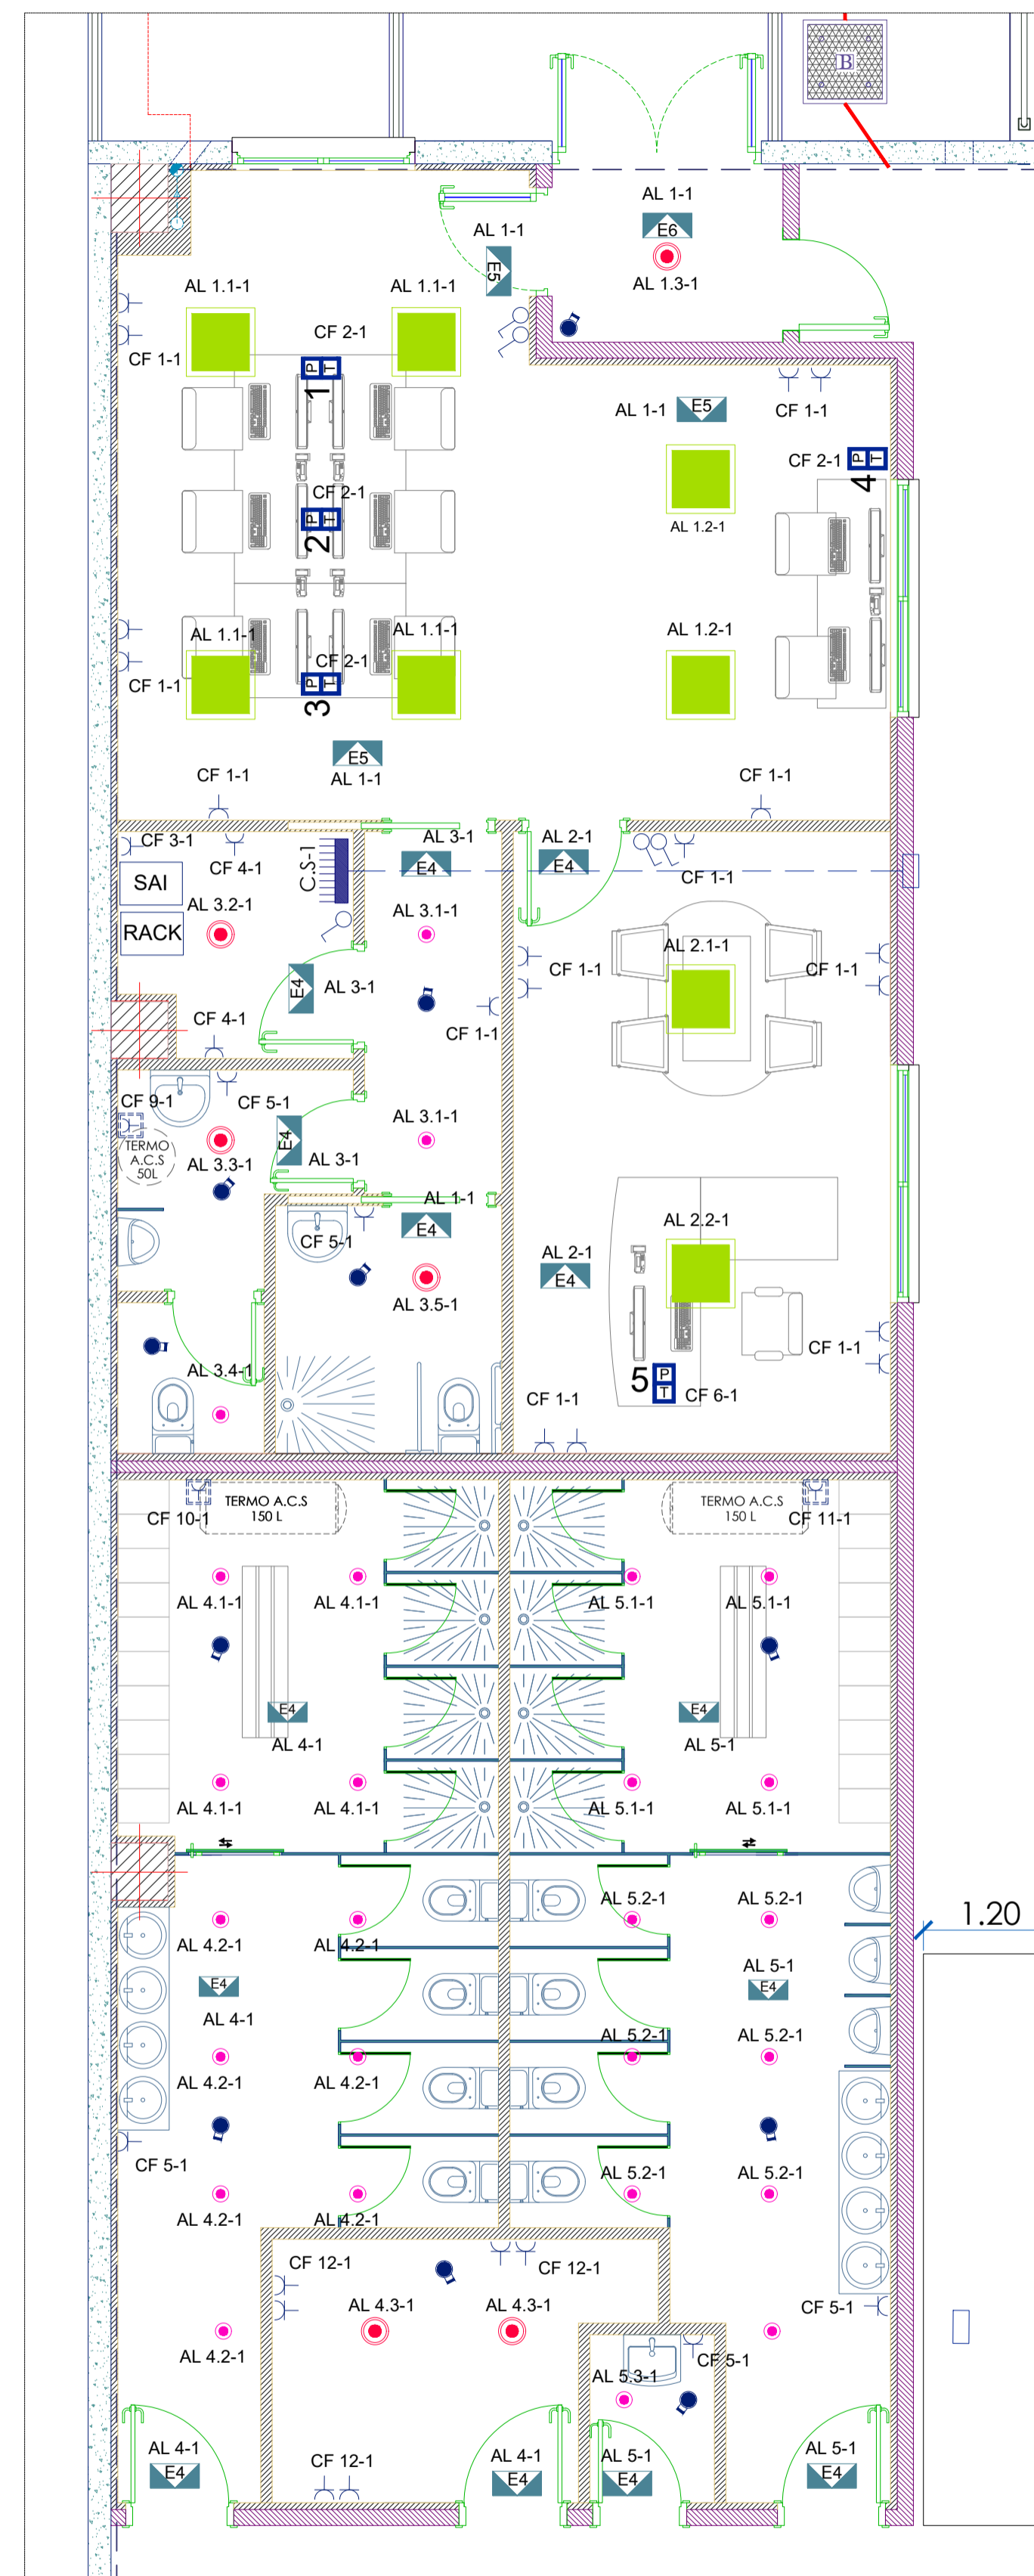 B
AL 1-1
E6
AL 1-1
E5
AL 1.3-1
AL 1.1-1
AL 1.1-1
CF 2-1
CF 1-1
P
T
1
CF 1-1
AL 1-1
E5
CF 2-1
P
T
4
CF 2-1
P
T
2
AL 1.2-1
AL 1.1-1
AL 1.1-1
AL 1.2-1
CF 2-1
CF 1-1
P
T
3
E5
AL 1-1
CF 1-1
CF 1-1
CF 3-1
AL 3-1
AL 2-1
CF 4-1
E4
E4
CF 1-1
SAI
C.S-1
AL 3.2-1
AL 3.1-1
RACK
AL 2.1-1
CF 1-1
CF 1-1
E4
AL 3-1
CF 4-1
CF 1-1
CF 9-1
CF 5-1
AL 3.1-1
TERMO
A.C.S
50L
E4
AL 3.3-1
AL 3-1
AL 1-1
E4
AL 2.2-1
CF 5-1
AL 2-1
E4
AL 3.5-1
CF 1-1
AL 3.4-1
5
P
T
CF 6-1
CF 1-1
TERMO A.C.S
150 L
TERMO A.C.S
150 L
CF 10-1
CF 11-1
AL 4.1-1
AL 4.1-1
AL 5.1-1
AL 5.1-1
E4
E4
AL 4-1
AL 5-1
AL 4.1-1
AL 4.1-1
AL 5.1-1
AL 5.1-1
AL 5.2-1
AL 5.2-1
1.20
AL 4.2-1
AL 4.2-1
AL 5-1
E4
E4
AL 4-1
AL 5.2-1
AL 5.2-1
AL 4.2-1
AL 4.2-1
CF 5-1
AL 5.2-1
AL 5.2-1
AL 4.2-1
AL 4.2-1
CF 12-1
CF 12-1
AL 4.3-1
AL 4.3-1
CF 5-1
AL 4.2-1
CF 5-1
AL 5.3-1
AL 4-1
E4
CF 12-1
AL 4-1
E4
AL 5-1
E4
AL 5-1
E4